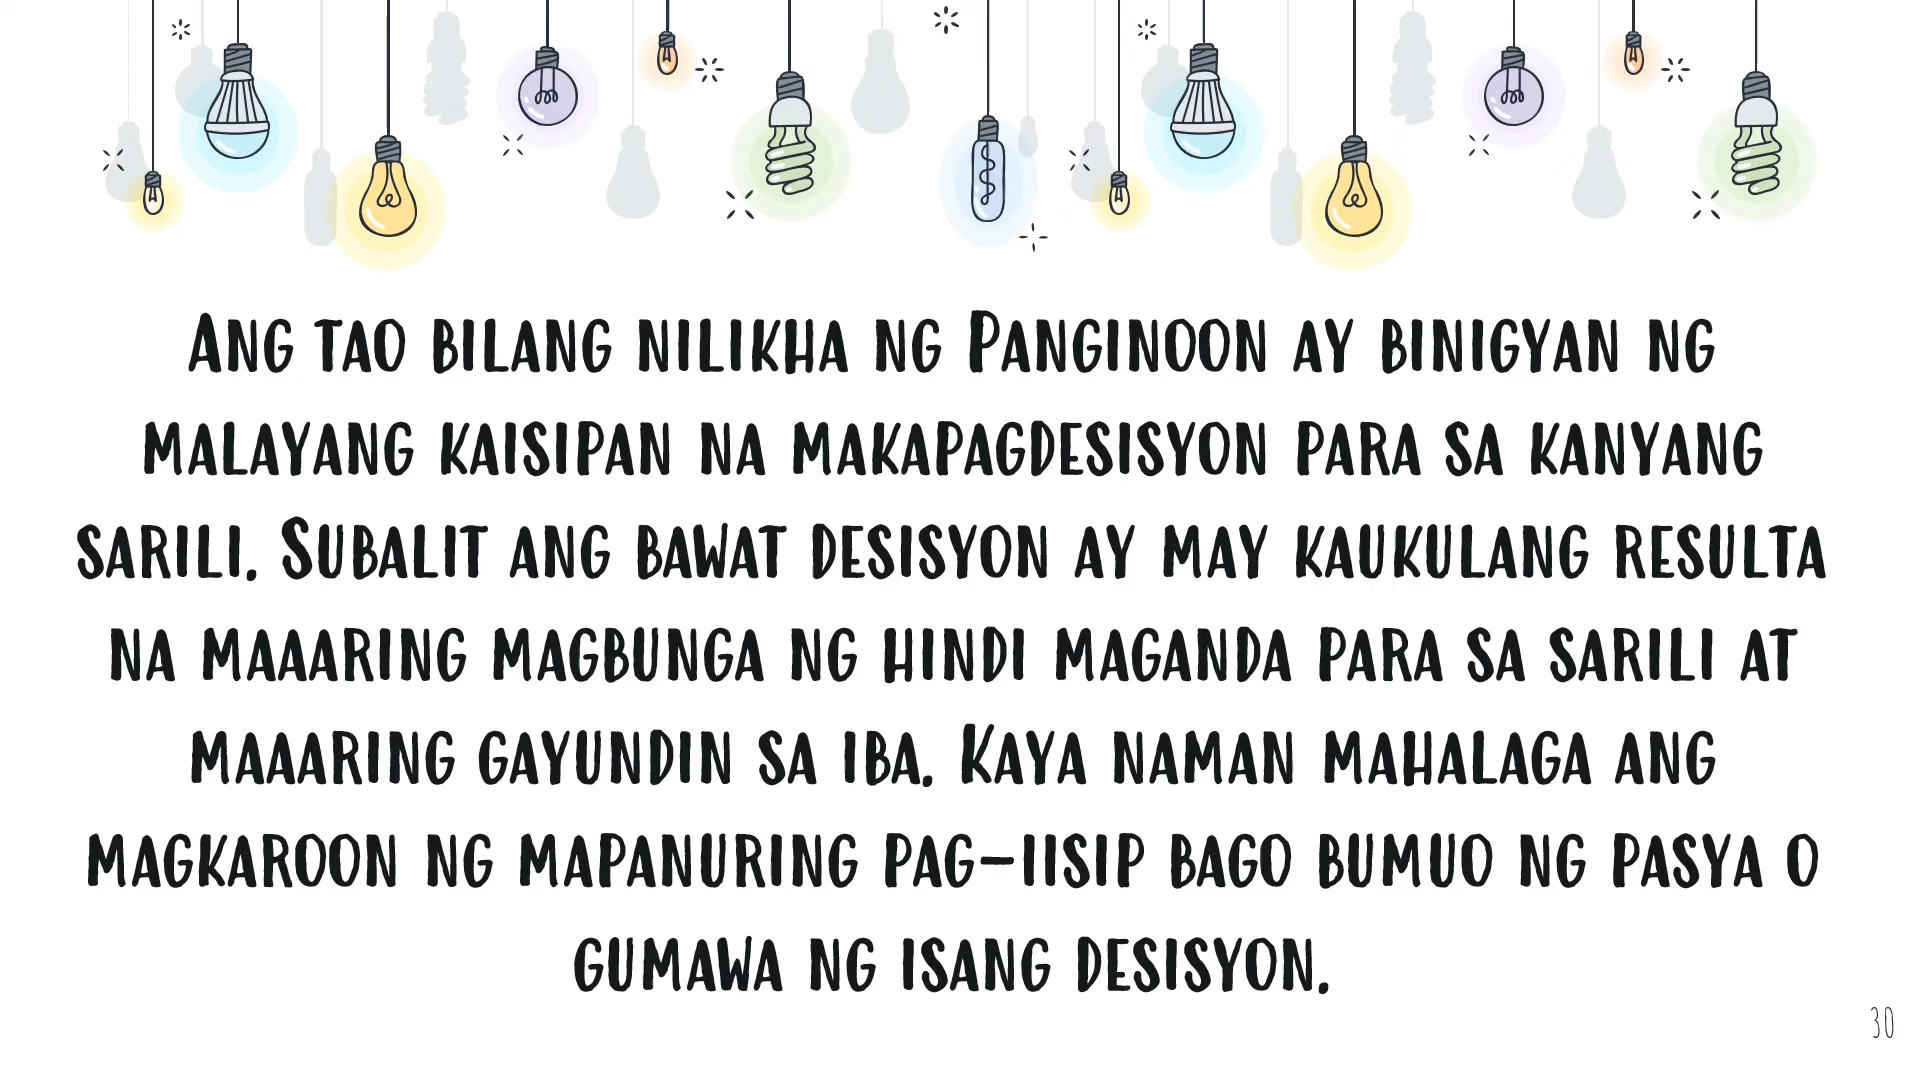 Ang tao bilang nilikha ng Panginoon ay binigyan ng
malayang kaisipan na makapagdesisyon para sa kanyang
sarili. Subalit ang bawat desisyon ay may kaukulang resulta
na maaaring magbunga ng hindi maganda para sa sarili at
maaaring gayundin sa iba. Kaya naman mahalaga ang
magkaroon ng mapanuring pag-iisip bago bumuo ng pasya o
gumawa ng isang desisyon.
30